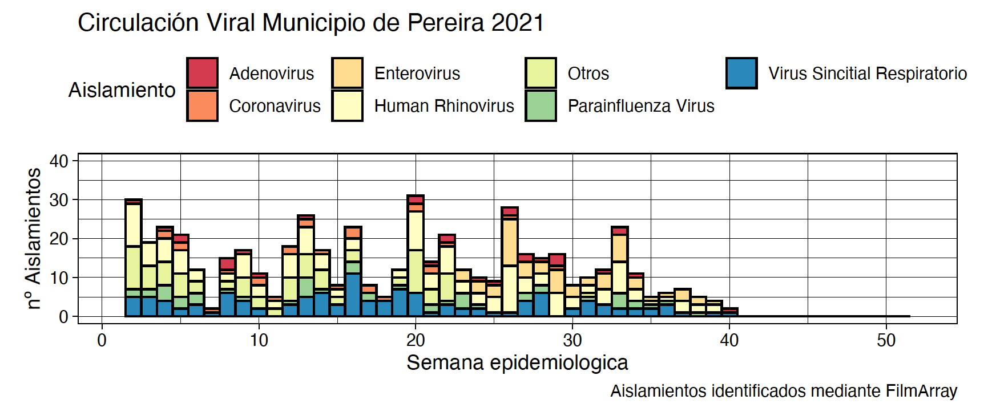 Circulación Viral Municipio de Pereira 2021
Aislamiento
Adenovirus
Enterovirus
Otros
Virus Sincitial Respiratorio
Coronavirus
Human Rhinovirus
Parainfluenza Virus
nº Aislamientos
40
30
20
10
0
0 10 20 30 40 50
Semana epidemiologica
Aislamientos identificados mediante FilmArray